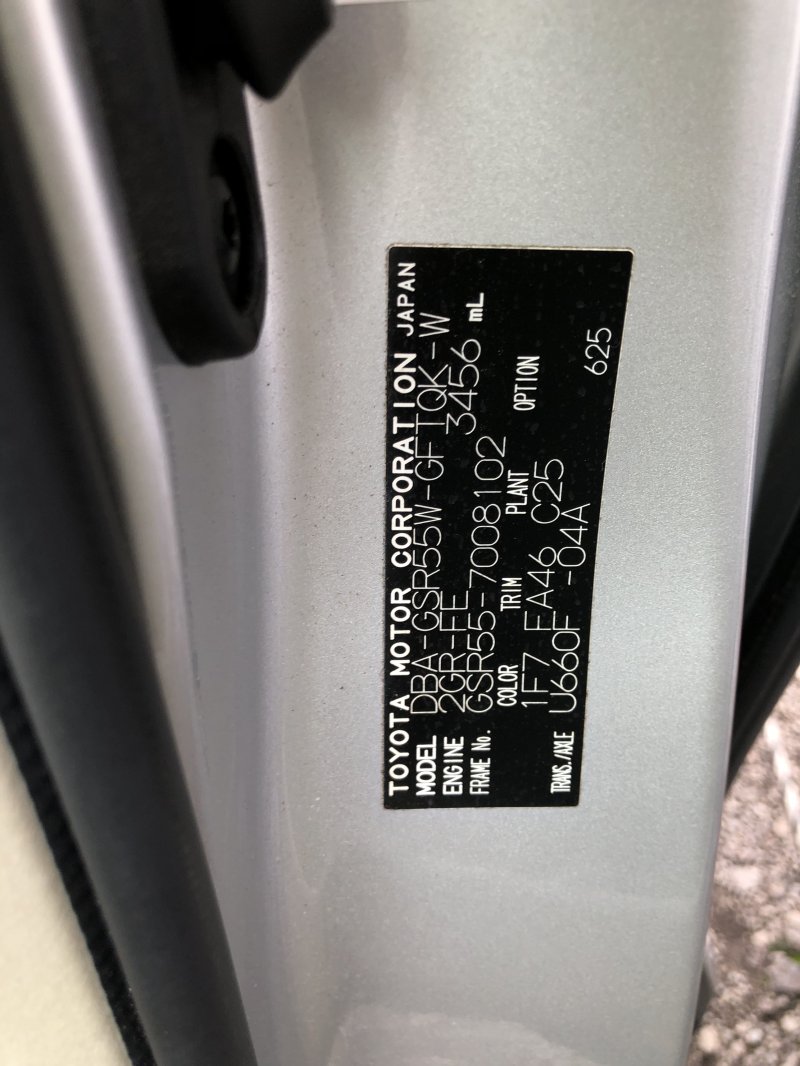 TOYOTA MOTOR CORPORATION JAPAN
MODEL DBA-GSR55W-GFTQK-W
ENGINE 2GR-FE 3456 mL
FRAME No. GSR55-7008102
COLOR TRIM PLANT OPTION
1F7 FA46 C25
TRANS./AXLE U660F -04A 625